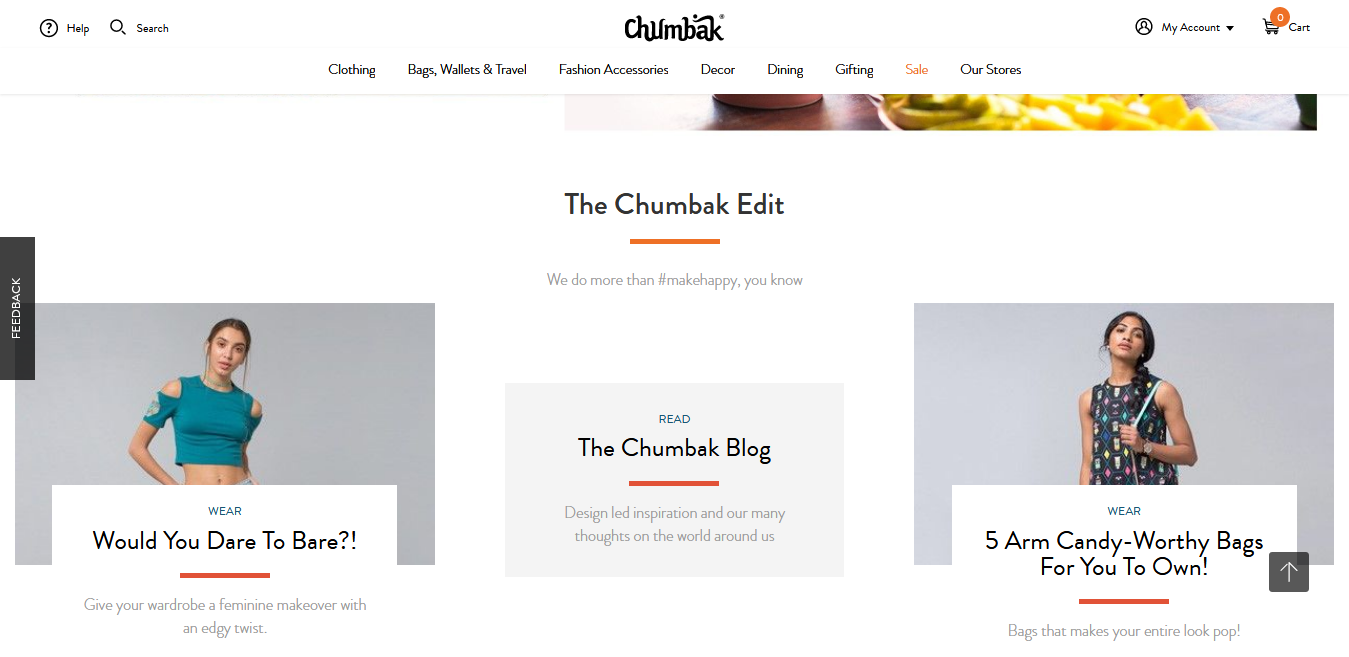 Help
Search
Chumbak®
My Account
0
Cart
Clothing
Bags, Wallets & Travel
Fashion Accessories
Decor
Dining
Gifting
Sale
Our Stores
The Chumbak Edit
We do more than #makehappy, you know
FEEDBACK
WEAR
Would You Dare To Bare?!
Give your wardrobe a feminine makeover with
an edgy twist.
READ
The Chumbak Blog
Design led inspiration and our many
thoughts on the world around us
WEAR
5 Arm Candy-Worthy Bags
For You To Own!
Bags that makes your entire look pop!